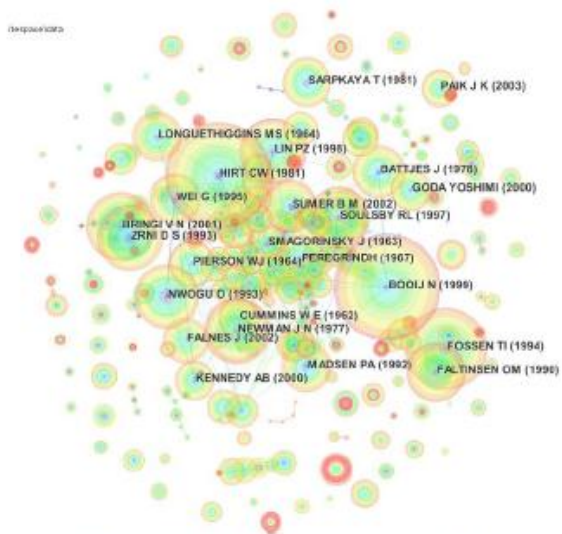 SARPKAYA T (1981)
PAIK J K (2003)
LONGUETHIGGINS MS (1964)
LIN PZ (1998)
HIRT CW (1981)
BATTJES J (1978)
GODA YOSHIMI (2000)
WEI G (1995)
SUMER B M (2002)
SOULSBY RL (1997)
BRINGI V N (2001)
ZRNI D S (1993)
SMAGORINSKY J (1963)
PIERSON WJ (1964)
PEREGRINDH (1967)
BOOIJ N (1999)
NWOGU O (1993)
CUMMINS W E (1962)
NEWMAN J N (1977)
FALNES J (2002)
FOSSEN TI (1994)
MADSEN PA (1992)
FALTINSEN OM (1990)
KENNEDY AB (2000)